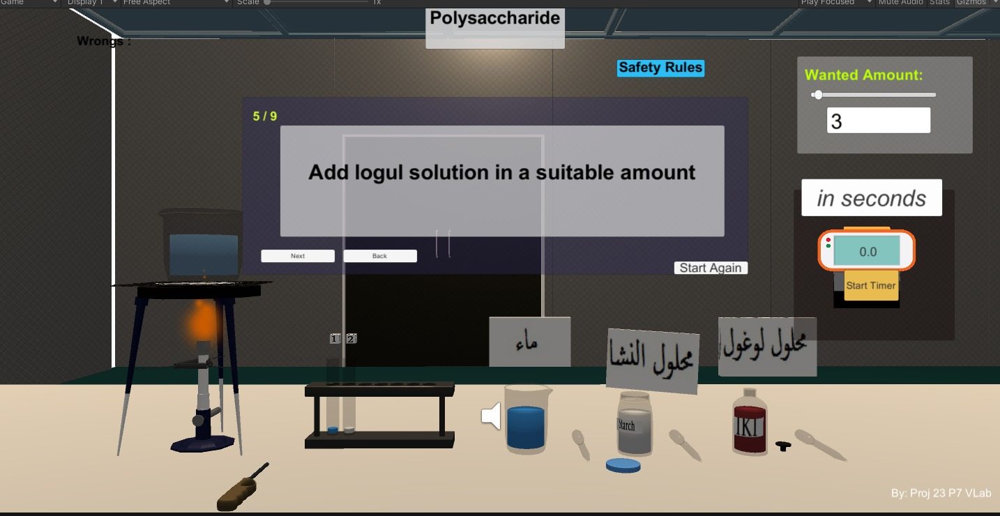 Game
Display 1
Free Aspect
Scale
1x
Play Focused
Mute Audio
Stats
Gizmos
Polysaccharide
Wrongs :
Safety Rules
Wanted Amount:
3
5 / 9
Add logul solution in a suitable amount
Next
Back
Start Again
in seconds
0.0
Start Timer
1
2
ماء
محلول النشا
محلول لوغول
Starch
IKI
By: Proj 23 P7 VLab